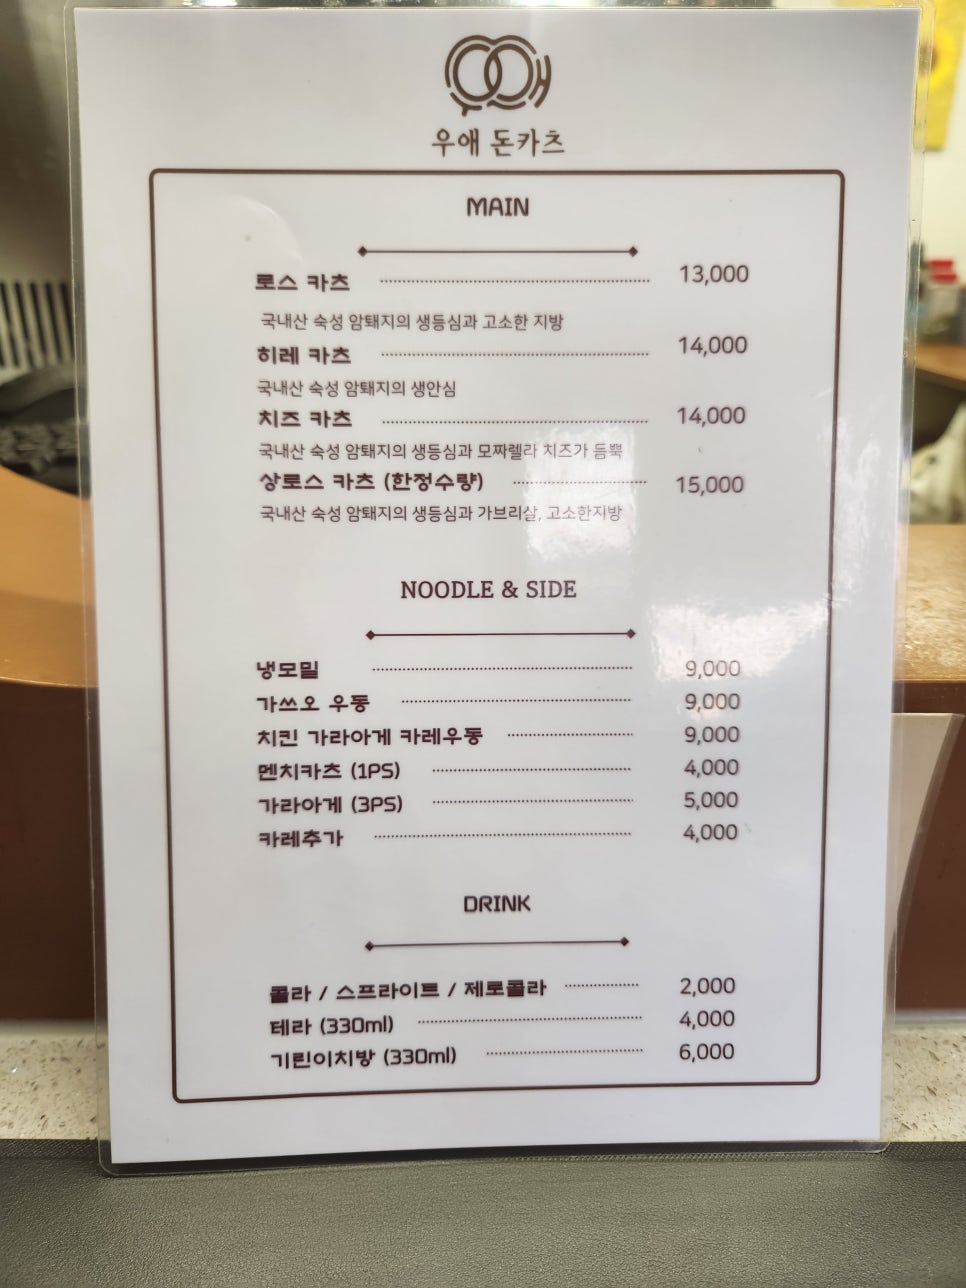 우애 돈카츠
MAIN
로스 카츠 13,000
국내산 숙성 암퇘지의 생등심과 고소한 지방
히레 카츠 14,000
국내산 숙성 암퇘지의 생안심
치즈 카츠 14,000
국내산 숙성 암퇘지의 생등심과 모짜렐라 치즈가 듬뿍
상로스 카츠 (한정수량) 15,000
국내산 숙성 암퇘지의 생등심과 가브리살, 고소한지방
NOODLE & SIDE
냉모밀 9,000
가쓰오 우동 9,000
치킨 가라아게 카레우동 9,000
멘치카츠 (1PS) 4,000
가라아게 (3PS) 5,000
카레추가 4,000
DRINK
콜라 / 스프라이트 / 제로콜라 2,000
테라 (330ml) 4,000
기린이치방 (330ml) 6,000